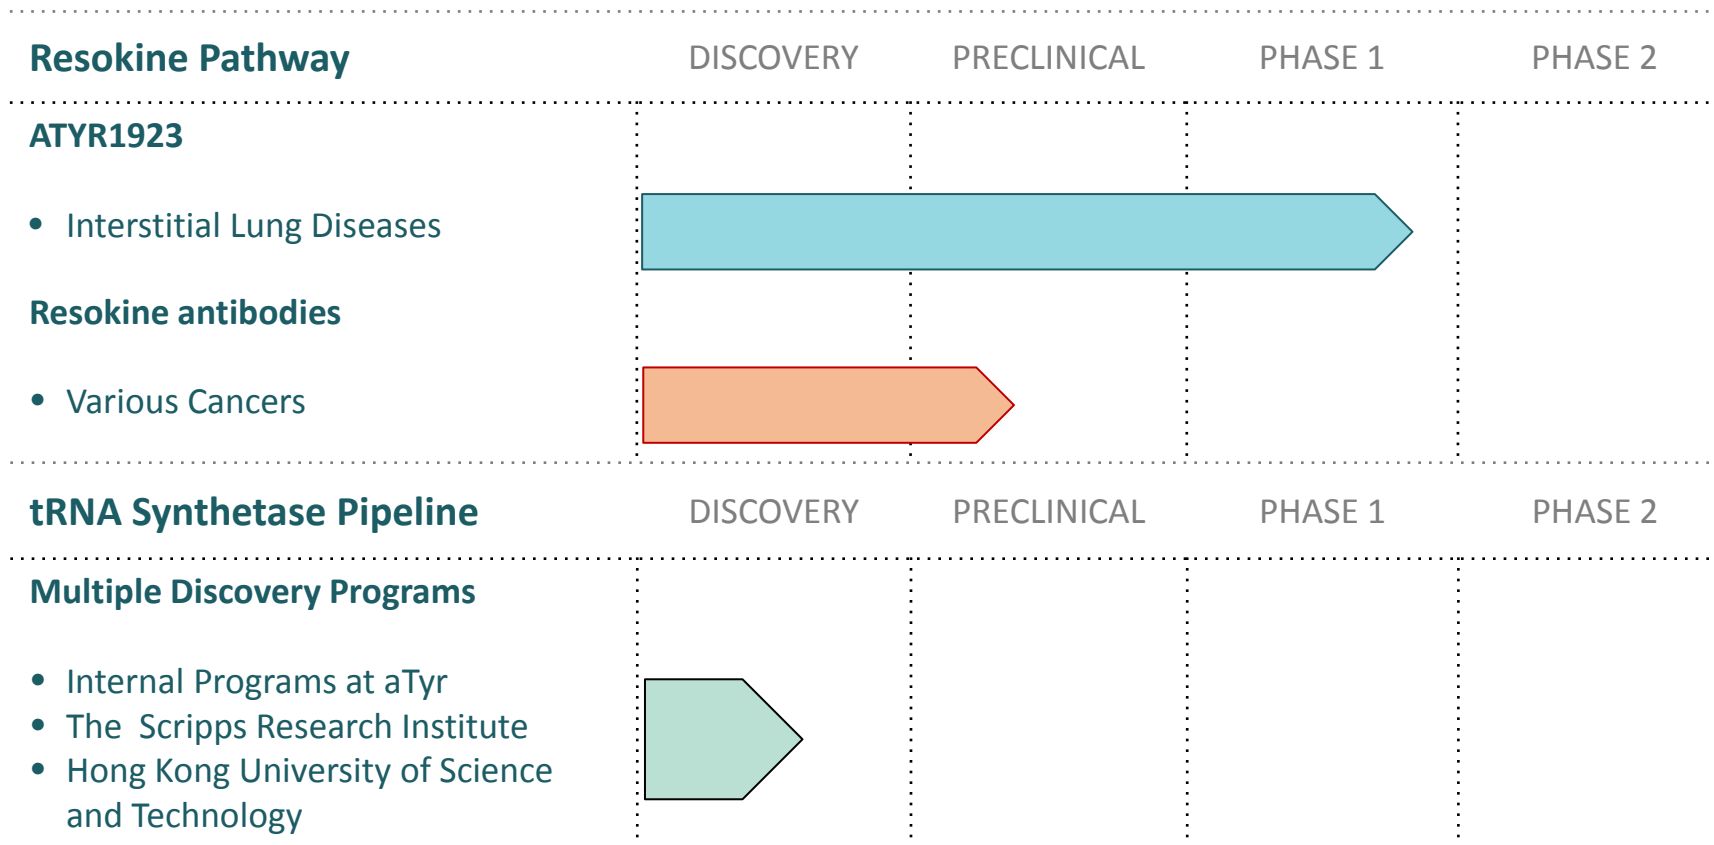 Resokine Pathway DISCOVERY PRECLINICAL PHASE 1 PHASE 2
ATYR1923
• Interstitial Lung Diseases
Resokine antibodies
• Various Cancers
tRNA Synthetase Pipeline DISCOVERY PRECLINICAL PHASE 1 PHASE 2
Multiple Discovery Programs
• Internal Programs at aTyr
• The Scripps Research Institute
• Hong Kong University of Science
and Technology